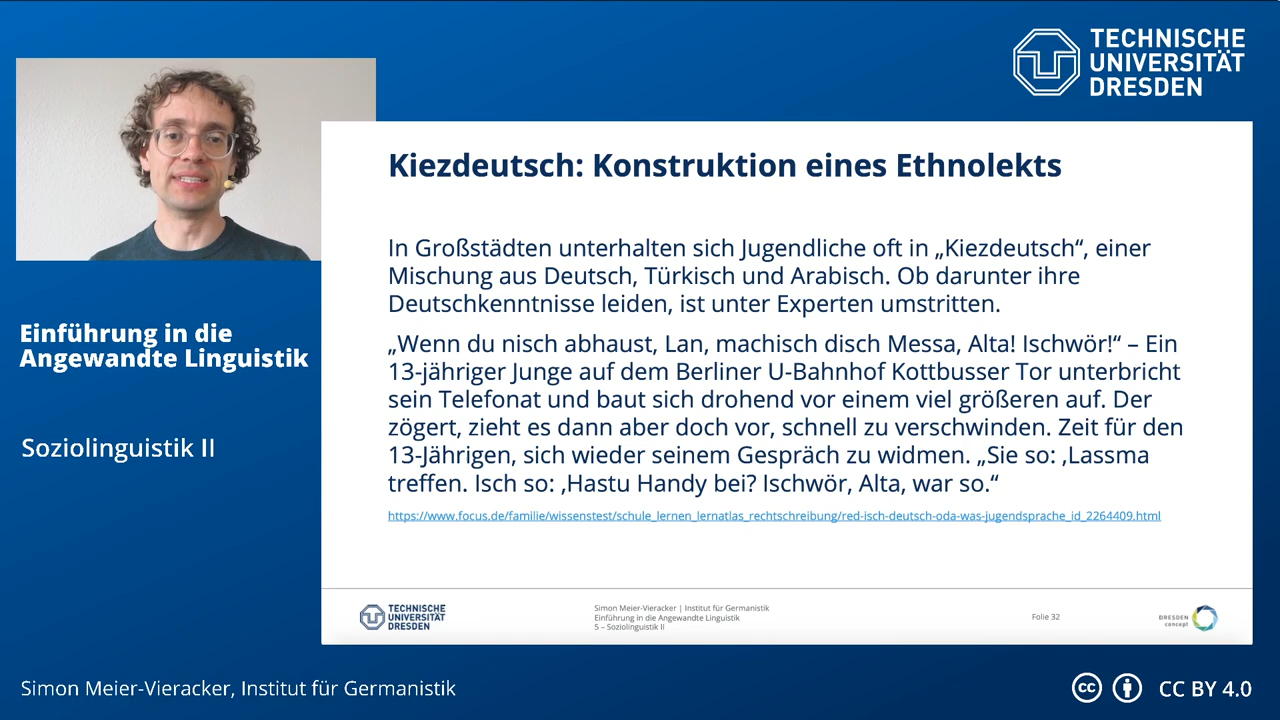 TECHNISCHE
UNIVERSITÄT
DRESDEN
Einführung in die
Angewandte Linguistik
Soziolinguistik II
Kiezdeutsch: Konstruktion eines Ethnolekts
In Großstädten unterhalten sich Jugendliche oft in „Kiezdeutsch“, einer
Mischung aus Deutsch, Türkisch und Arabisch. Ob darunter ihre
Deutschkenntnisse leiden, ist unter Experten umstritten.
„Wenn du nisch abhaust, Lan, machisch disch Messa, Alta! Ischwör!“ – Ein
13-jähriger Junge auf dem Berliner U-Bahnhof Kottbusser Tor unterbricht
sein Telefonat und baut sich drohend vor einem viel größeren auf. Der
zögert, zieht es dann aber doch vor, schnell zu verschwinden. Zeit für den
13-Jährigen, sich wieder seinem Gespräch zu widmen. „Sie so: ‚Lassma
treffen. Isch so: ‚Hastu Handy bei? Ischwör, Alta, war so.“
https://www.focus.de/familie/wissenstest/schule_lernen_lernatlas_rechtschreibung/red-isch-deutsch-oda-was-jugendsprache_id_2264409.html
TECHNISCHE
UNIVERSITÄT
DRESDEN
Simon Meier-Vieracker | Institut für Germanistik
Einführung in die Angewandte Linguistik
5 – Soziolinguistik II
Folie 32
DRESDEN
concept
Simon Meier-Vieracker, Institut für Germanistik
cc CC BY 4.0